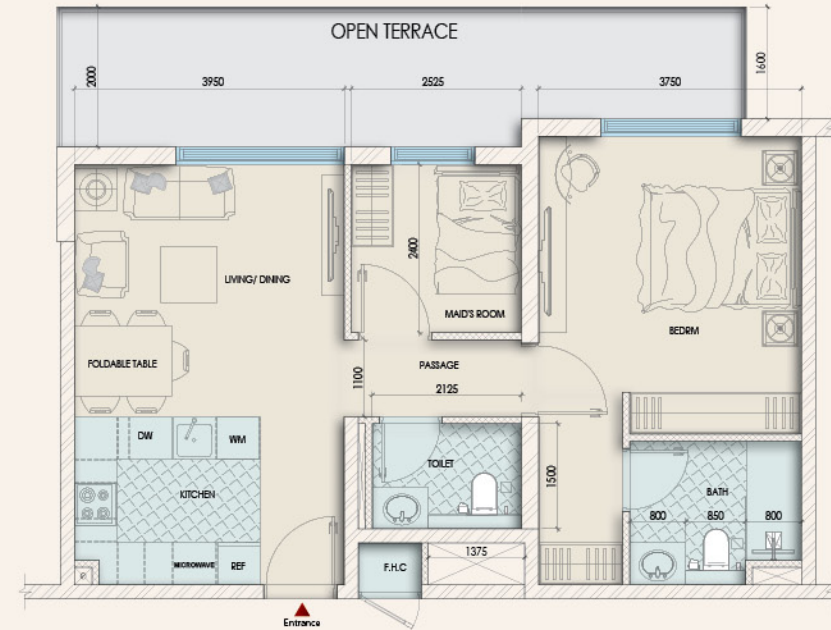 OPEN TERRACE
2000
3950
2525
3750
1600
2400
LIVING/ DINING
MAID'S ROOM
BEDRM
FOLDABLE TABLE
PASSAGE
1100
2125
DW
WM
TOILET
1500
BATH
KITCHEN
800
850
800
MICROWAVE
REF
F.H.C
1375
Entrance